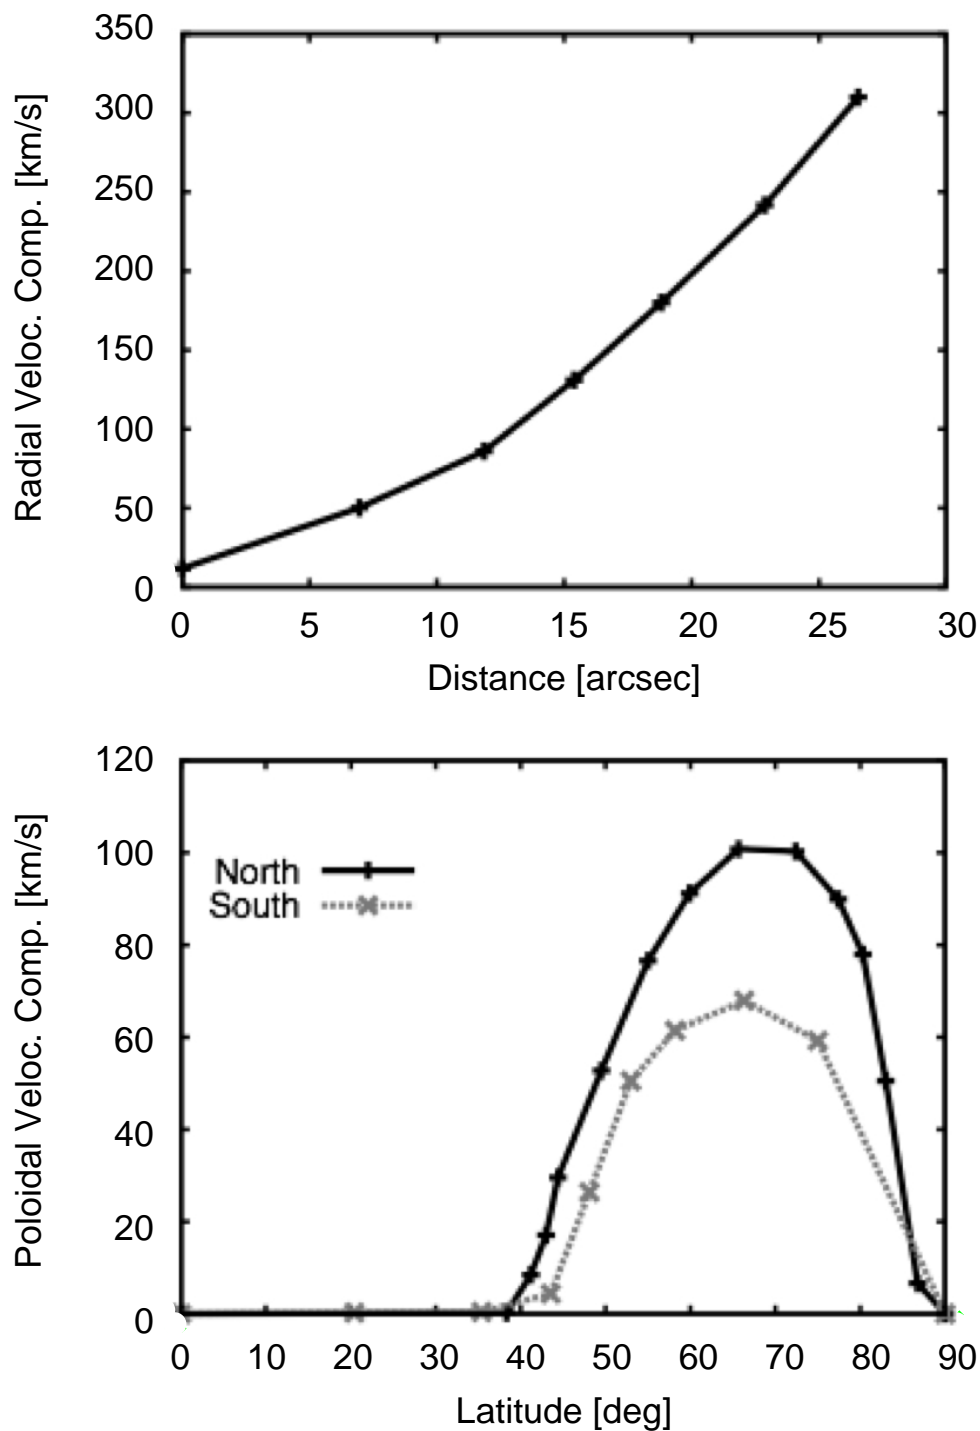 350
300
250
200
150
100
50
0
Radial Veloc. Comp. [km/s]
0 5 10 15 20 25 30
Distance [arcsec]
120
100
80
60
40
20
0
Poloidal Veloc. Comp. [km/s]
North
South
0 10 20 30 40 50 60 70 80 90
Latitude [deg]